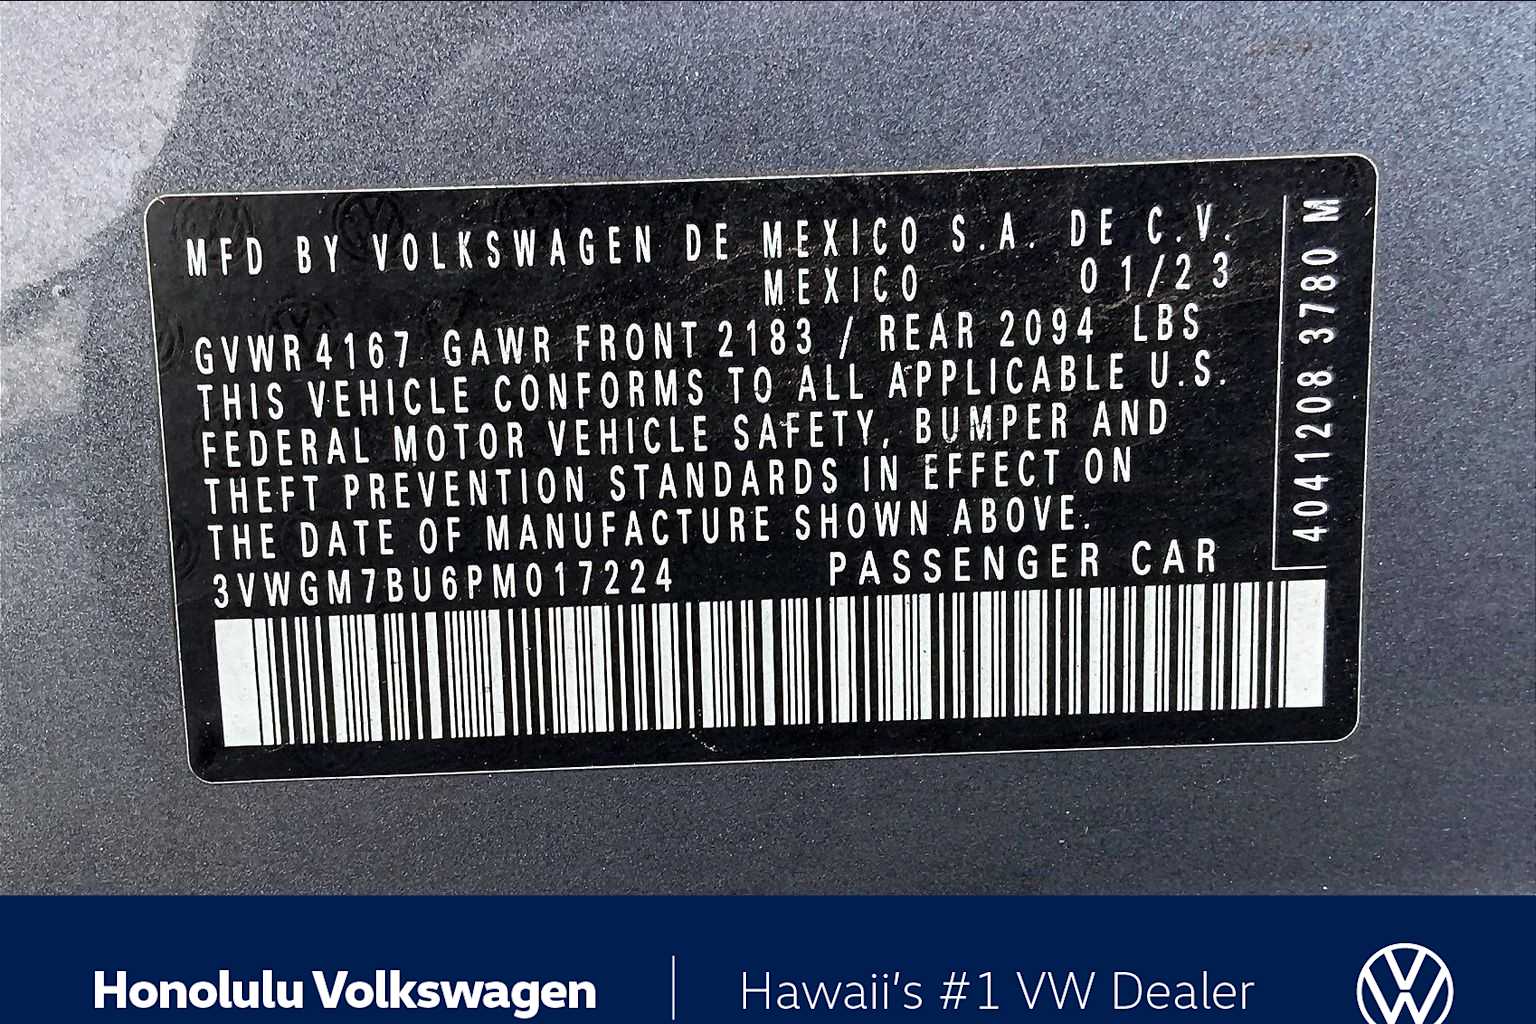 MFD BY VOLKSWAGEN DE MEXICO S.A. DE C.V.
MEXICO 01/23
GVWR 4167 GAWR FRONT 2183 / REAR 2094 LBS
THIS VEHICLE CONFORMS TO ALL APPLICABLE U.S.
FEDERAL MOTOR VEHICLE SAFETY, BUMPER AND
THEFT PREVENTION STANDARDS IN EFFECT ON
THE DATE OF MANUFACTURE SHOWN ABOVE.
3VWGM7BU6PM017224 PASSENGER CAR
4041208 3780 M
Honolulu Volkswagen
Hawaii's #1 VW Dealer